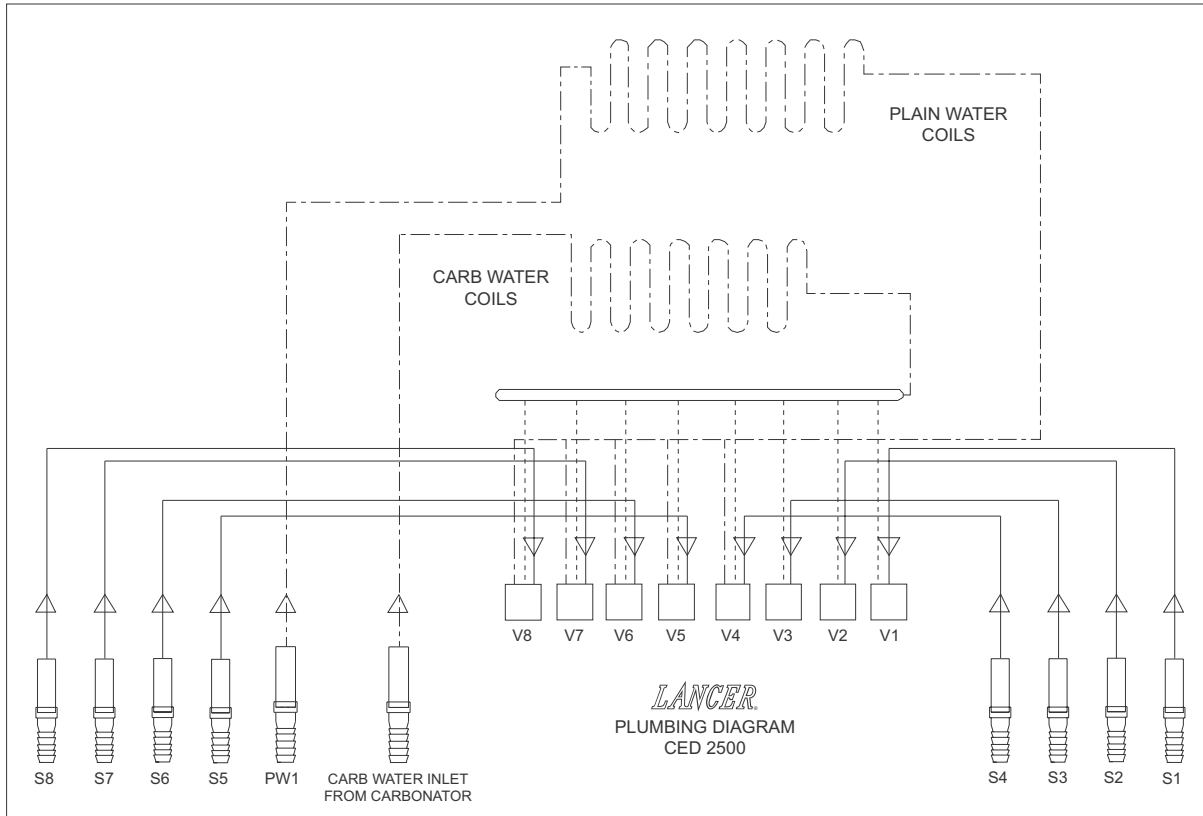 PLAIN WATER
COILS
CARB WATER
COILS
V8 V7 V6 V5 V4 V3 V2 V1
LANCER®
PLUMBING DIAGRAM
CED 2500
S8 S7 S6 S5 PW1 CARB WATER INLET
FROM CARBONATOR
S4 S3 S2 S1